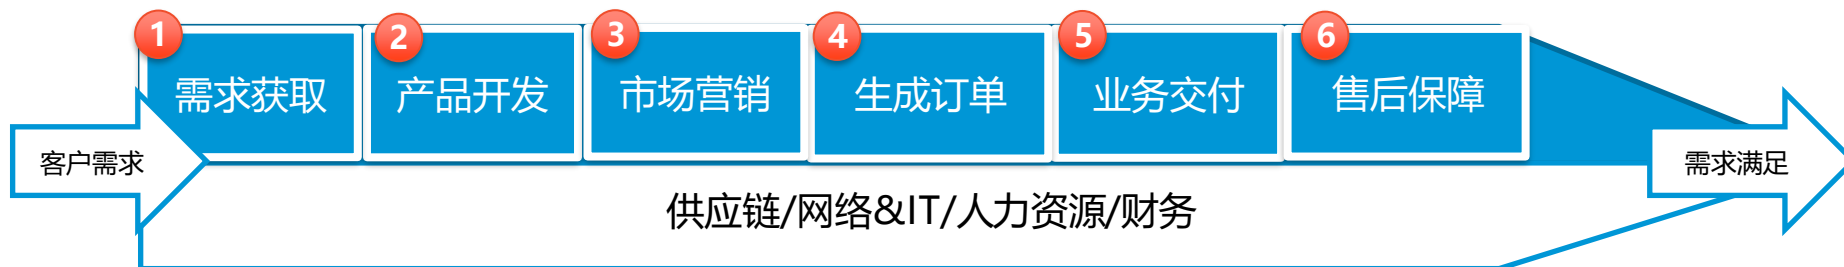 1 需求获取
2 产品开发
3 市场营销
4 生成订单
5 业务交付
6 售后保障
客户需求
需求满足
供应链/网络&IT/人力资源/财务